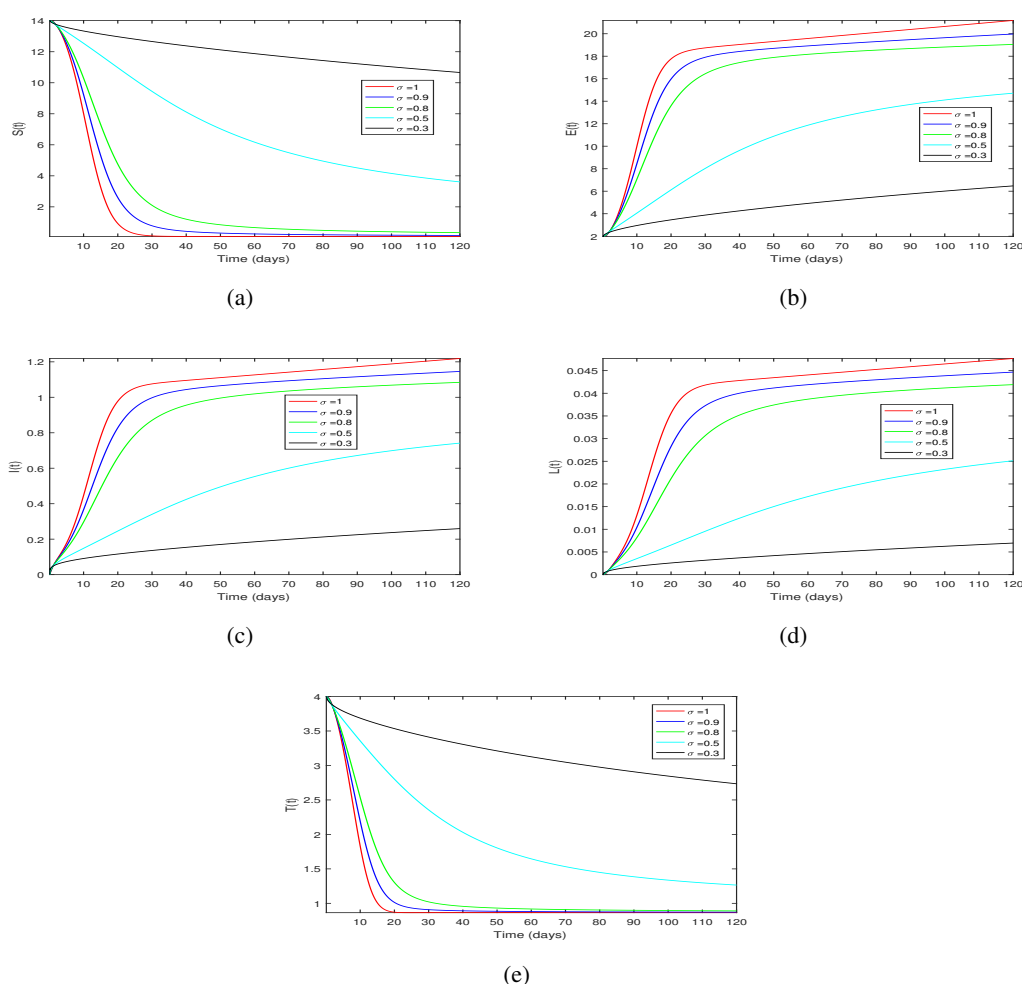 14
12
10
8
6
4
2
S(t)
σ =1
σ =0.9
σ =0.8
σ =0.5
σ =0.3
10 20 30 40 50 60 70 80 90 100 110 120
Time (days)
(a)
20
18
16
14
12
10
8
6
4
2
E(t)
σ =1
σ =0.9
σ =0.8
σ =0.5
σ =0.3
10 20 30 40 50 60 70 80 90 100 110 120
Time (days)
(b)
1.2
1
0.8
0.6
0.4
0.2
0
I(t)
σ =1
σ =0.9
σ =0.8
σ =0.5
σ =0.3
10 20 30 40 50 60 70 80 90 100 110 120
Time (days)
(c)
0.045
0.04
0.035
0.03
0.025
0.02
0.015
0.01
0.005
0
L(t)
σ =1
σ =0.9
σ =0.8
σ =0.5
σ =0.3
10 20 30 40 50 60 70 80 90 100 110 120
Time (days)
(d)
4
3.5
3
2.5
2
1.5
1
T(t)
σ =1
σ =0.9
σ =0.8
σ =0.5
σ =0.3
10 20 30 40 50 60 70 80 90 100 110 120
Time (days)
(e)